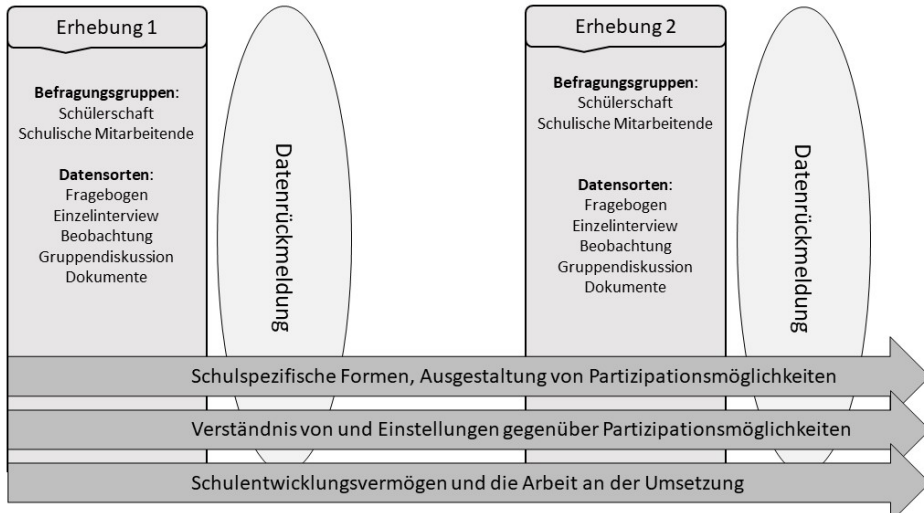 Erhebung 1
Befragungsgruppen:
Schülerschaft
Schulische Mitarbeitende
Datensorten:
Fragebogen
Einzelinterview
Beobachtung
Gruppendiskussion
Dokumente
Datenrückmeldung
Erhebung 2
Befragungsgruppen:
Schülerschaft
Schulische Mitarbeitende
Datensorten:
Fragebogen
Einzelinterview
Beobachtung
Gruppendiskussion
Dokumente
Datenrückmeldung
Schulspezifische Formen, Ausgestaltung von Partizipationsmöglichkeiten
Verständnis von und Einstellungen gegenüber Partizipationsmöglichkeiten
Schulentwicklungsvermögen und die Arbeit an der Umsetzung